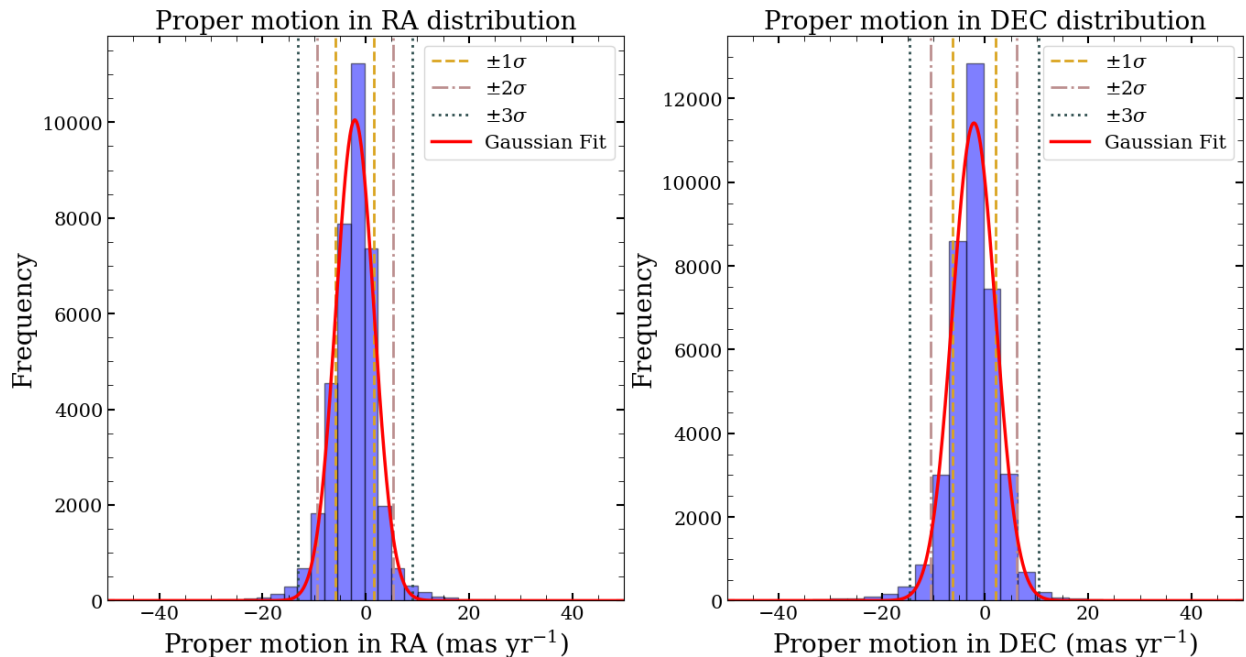 Proper motion in RA distribution
±1σ
±2σ
±3σ
Gaussian Fit
Frequency
10000
8000
6000
4000
2000
0
−40 −20 0 20 40
Proper motion in RA (mas yr⁻¹)
Proper motion in DEC distribution
±1σ
±2σ
±3σ
Gaussian Fit
Frequency
12000
10000
8000
6000
4000
2000
0
−40 −20 0 20 40
Proper motion in DEC (mas yr⁻¹)